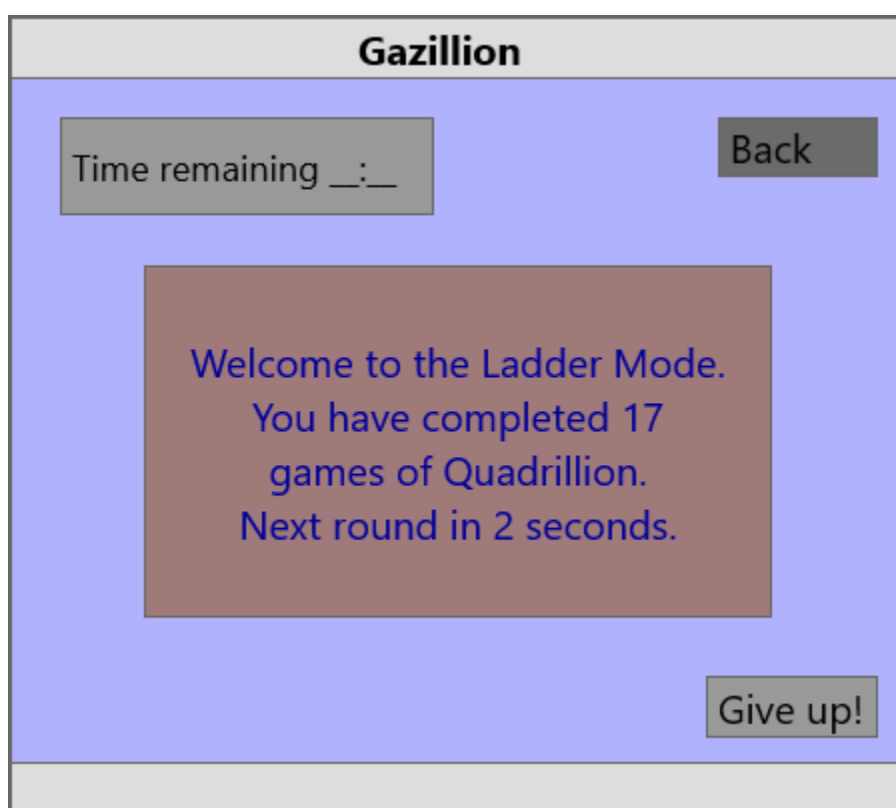 Gazillion
Time remaining __:__
Back
Welcome to the Ladder Mode.
You have completed 17
games of Quadrillion.
Next round in 2 seconds.
Give up!